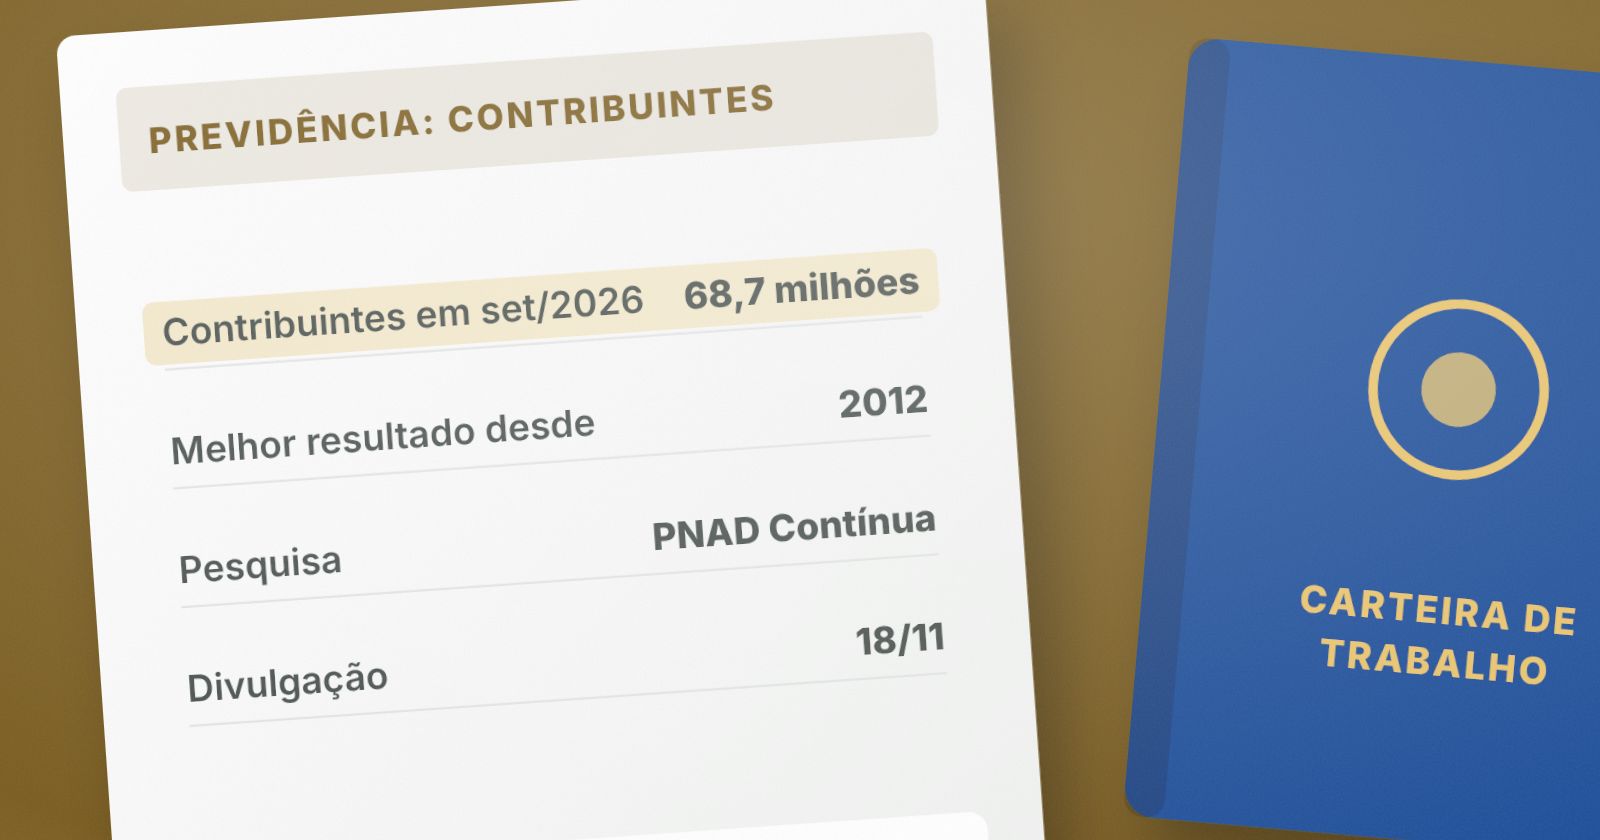 PREVIDÊNCIA: CONTRIBUINTES
Contribuintes em set/2026 68,7 milhões
Melhor resultado desde 2012
Pesquisa PNAD Contínua
Divulgação 18/11
CARTEIRA DE
TRABALHO